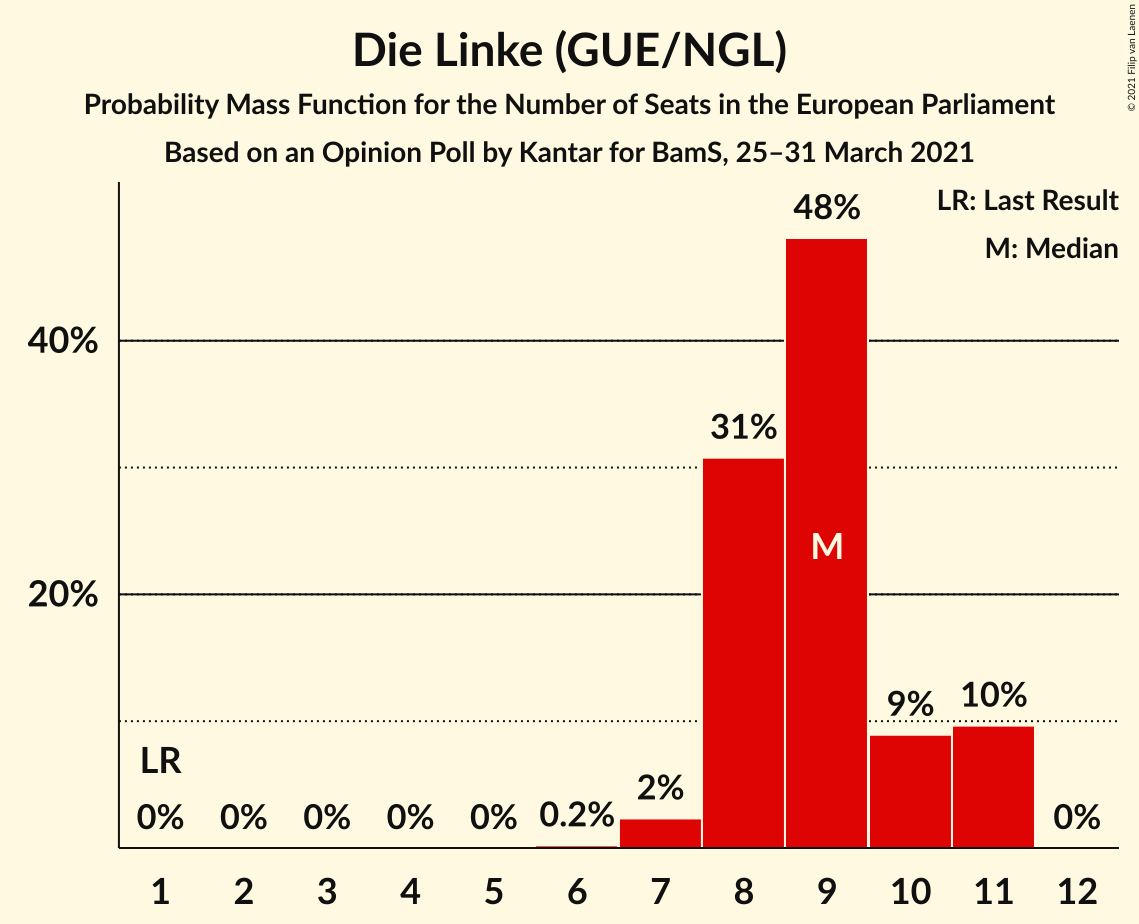 Die Linke (GUE/NGL)
Probability Mass Function for the Number of Seats in the European Parliament
Based on an Opinion Poll by Kantar for BamS, 25–31 March 2021
© 2021 Filip van Laenen
LR: Last Result
M: Median
48%
40%
31%
M
20%
10%
9%
LR
2%
0% 0% 0% 0% 0% 0.2% 0%
1 2 3 4 5 6 7 8 9 10 11 12